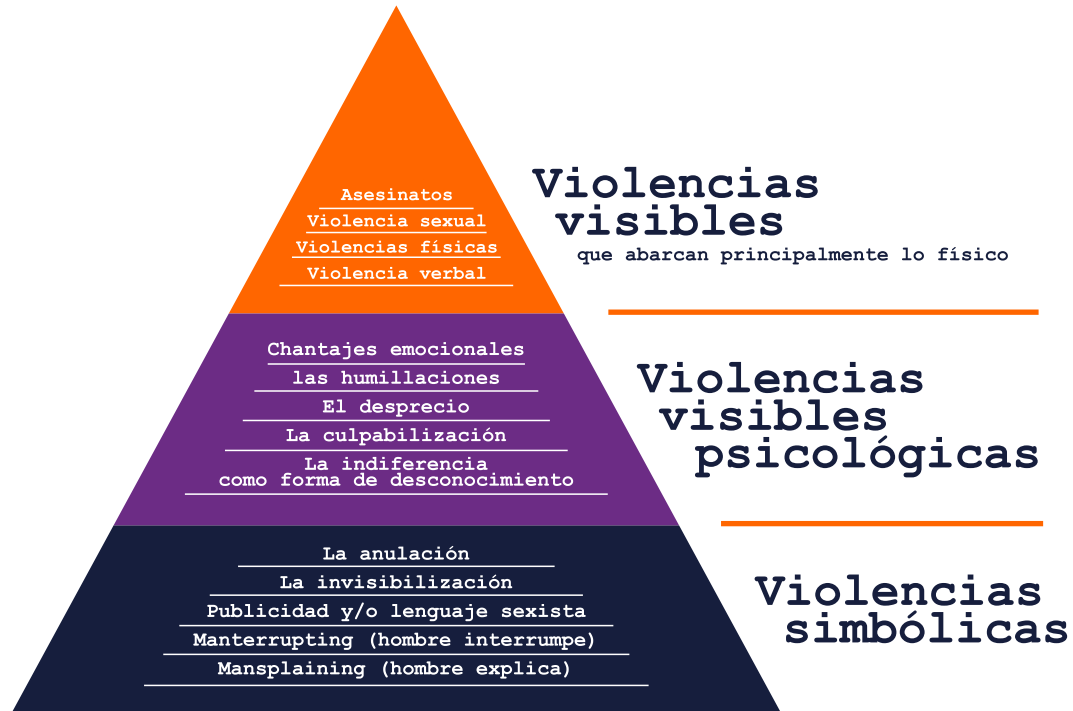 Asesinatos
Violencia sexual
Violencias físicas
Violencia verbal
Violencias
visibles
que abarcan principalmente lo físico
Chantajes emocionales
las humillaciones
El desprecio
La culpabilización
La indiferencia
como forma de desconocimiento
Violencias
visibles
psicológicas
La anulación
La invisibilización
Publicidad y/o lenguaje sexista
Manterrupting (hombre interrumpe)
Mansplaining (hombre explica)
Violencias
simbólicas